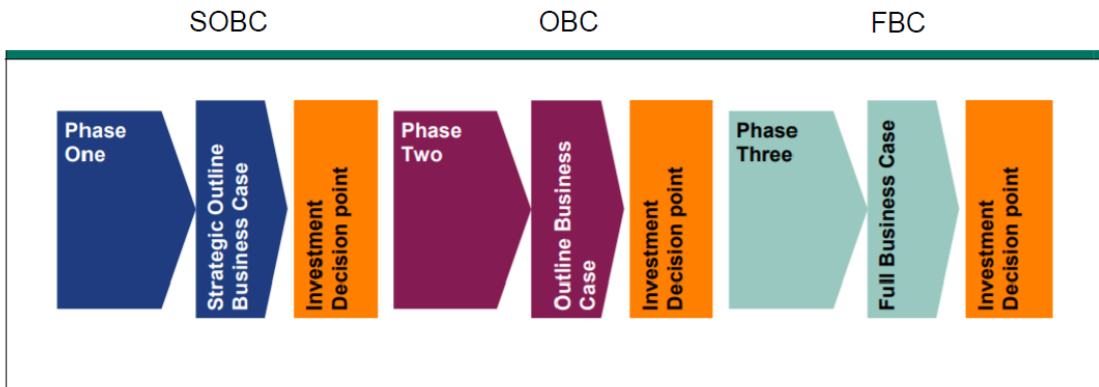 SOBC
OBC
FBC
Phase
One
Strategic Outline
Business Case
Investment
Decision point
Phase
Two
Outline Business
Case
Investment
Decision point
Phase
Three
Full Business Case
Investment
Decision point